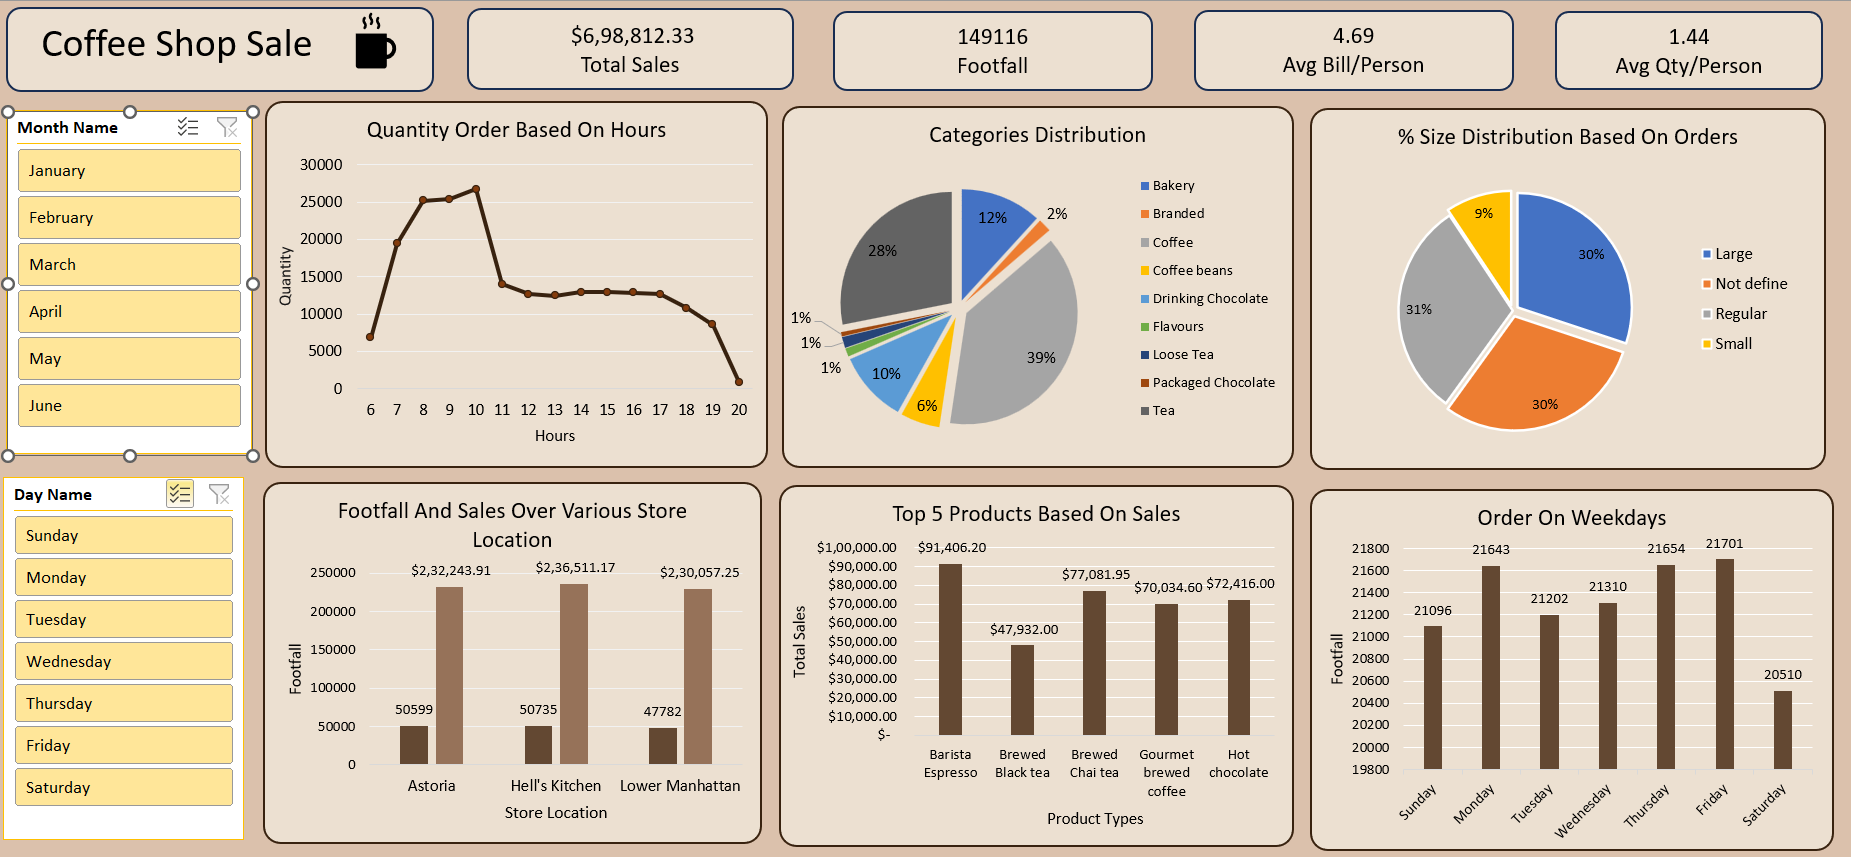 Coffee Shop Sale
$6,98,812.33
Total Sales
149116
Footfall
4.69
Avg Bill/Person
1.44
Avg Qty/Person
Month Name
January
February
March
April
May
June
Day Name
Sunday
Monday
Tuesday
Wednesday
Thursday
Friday
Saturday
Quantity Order Based On Hours
30000
25000
20000
15000
10000
5000
0
Quantity
6 7 8 9 10 11 12 13 14 15 16 17 18 19 20
Hours
Categories Distribution
12%
2%
39%
6%
10%
1%
1%
1%
28%
Bakery
Branded
Coffee
Coffee beans
Drinking Chocolate
Flavours
Loose Tea
Packaged Chocolate
Tea
% Size Distribution Based On Orders
9%
30%
31%
30%
Large
Not define
Regular
Small
Footfall And Sales Over Various Store
Location
250000
200000
150000
100000
50000
0
Footfall
$2,32,243.91
$2,36,511.17
$2,30,057.25
50599
50735
47782
Astoria
Hell's Kitchen
Lower Manhattan
Store Location
Top 5 Products Based On Sales
$1,00,000.00
$90,000.00
$80,000.00
$70,000.00
$60,000.00
$50,000.00
$40,000.00
$30,000.00
$20,000.00
$10,000.00
$-
Total Sales
$91,406.20
$47,932.00
$77,081.95
$70,034.60
$72,416.00
Barista
Espresso
Brewed
Black tea
Brewed
Chai tea
Gourmet
brewed
coffee
Hot
chocolate
Product Types
Order On Weekdays
21800
21600
21400
21200
21000
20800
20600
20400
20200
20000
19800
Footfall
21096
21643
21202
21310
21654
21701
20510
Sunday
Monday
Tuesday
Wednesday
Thursday
Friday
Saturday